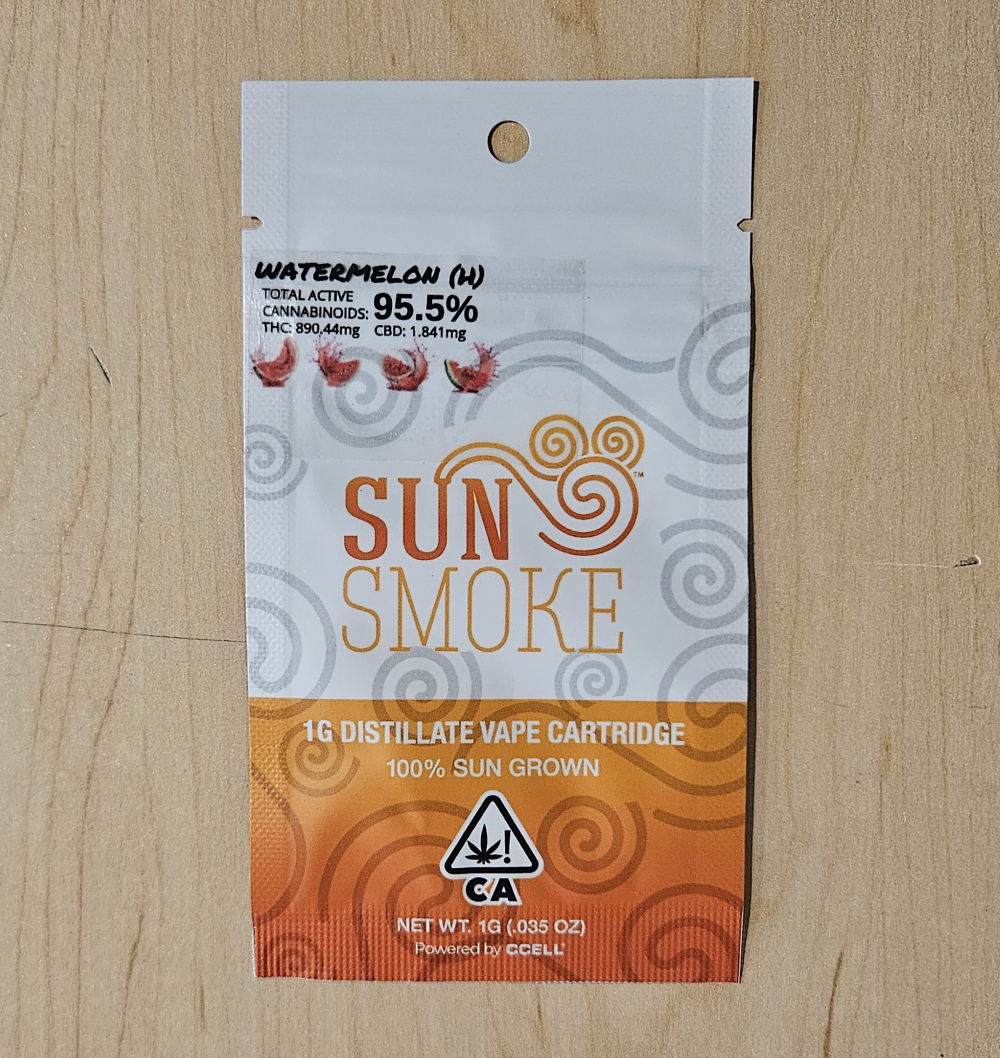 WATERMELON (H)
TOTAL ACTIVE
CANNABINOIDS: 95.5%
THC: 890.44mg CBD: 1.841mg
SUN
SMOKE™
1G DISTILLATE VAPE CARTRIDGE
100% SUN GROWN
!
CA
NET WT. 1G (.035 OZ)
Powered by CCELL